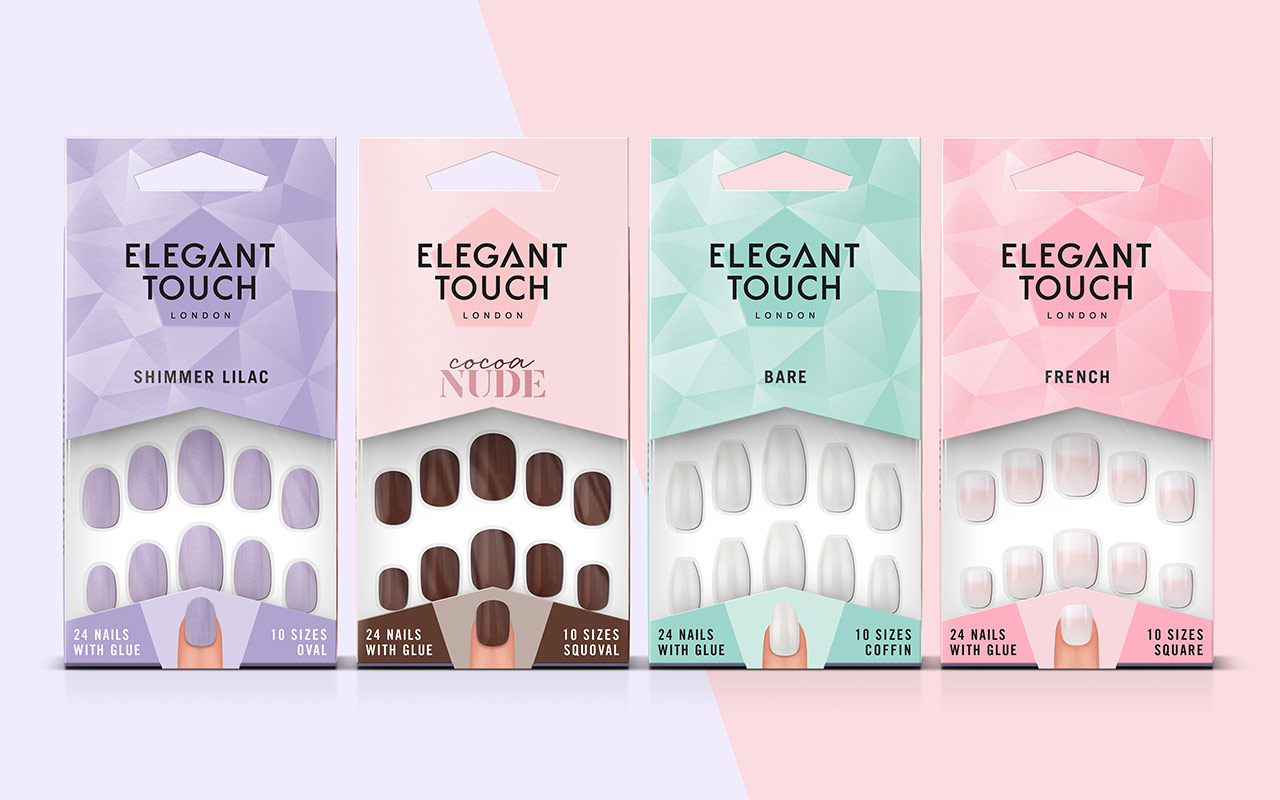 ELEGANT
TOUCH
LONDON
SHIMMER LILAC
24 NAILS
WITH GLUE
10 SIZES
OVAL
ELEGANT
TOUCH
LONDON
cocoa
NUDE
24 NAILS
WITH GLUE
10 SIZES
SQUOVAL
ELEGANT
TOUCH
LONDON
BARE
24 NAILS
WITH GLUE
10 SIZES
COFFIN
ELEGANT
TOUCH
LONDON
FRENCH
24 NAILS
WITH GLUE
10 SIZES
SQUARE